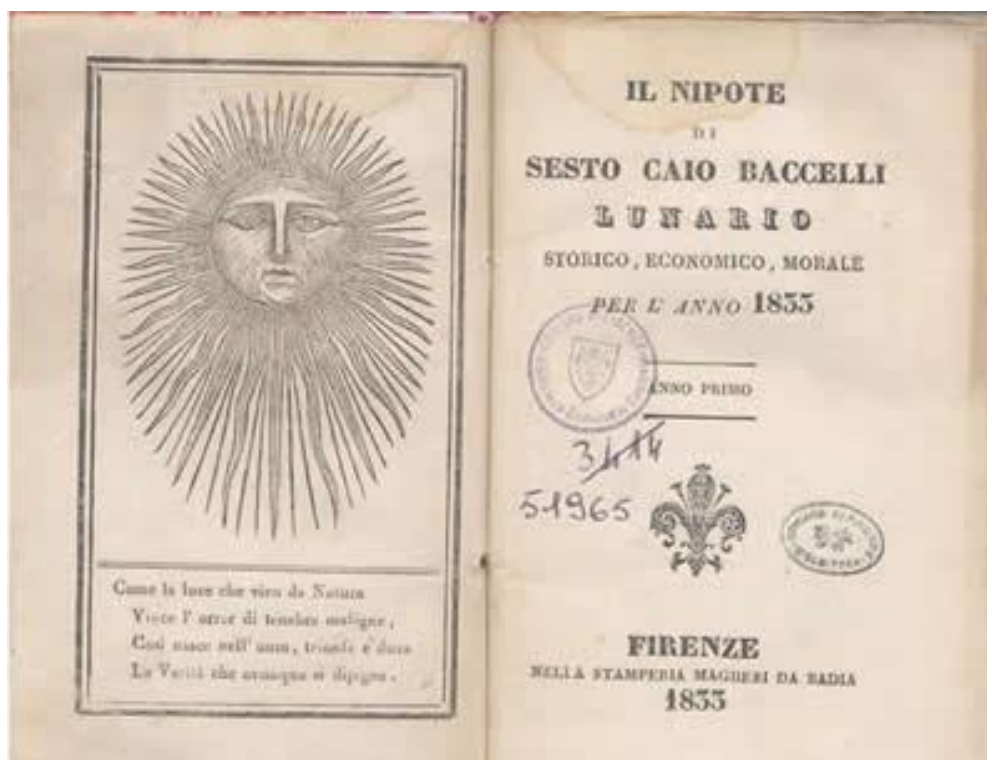 Come la luce che vien da Natura
Vince l' orror di tenebre maligne,
Così nasce nell' uom, trionfa e dura
La Verità che ovunque si dipigne.
IL NIPOTE
DI
SESTO CAIO BACCELLI
LUNARIO
STORICO, ECONOMICO, MORALE
PER L' ANNO 1833
ANNO PRIMO
3414
51965
FIRENZE
NELLA STAMPERIA MAGHERI DA BADIA
1833